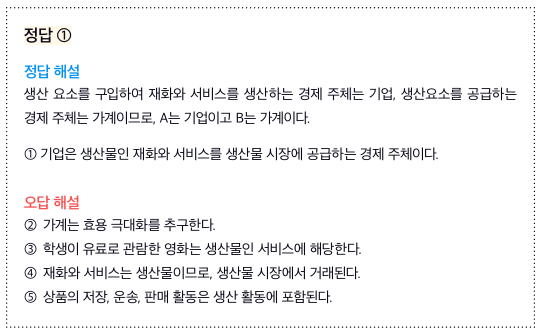 정답 ①
정답 해설
생산 요소를 구입하여 재화와 서비스를 생산하는 경제 주체는 기업, 생산요소를 공급하는
경제 주체는 가계이므로, A는 기업이고 B는 가계이다.
① 기업은 생산물인 재화와 서비스를 생산물 시장에 공급하는 경제 주체이다.
오답 해설
② 가계는 효용 극대화를 추구한다.
③ 학생이 유료로 관람한 영화는 생산물인 서비스에 해당한다.
④ 재화와 서비스는 생산물이므로, 생산물 시장에서 거래된다.
⑤ 상품의 저장, 운송, 판매 활동은 생산 활동에 포함된다.